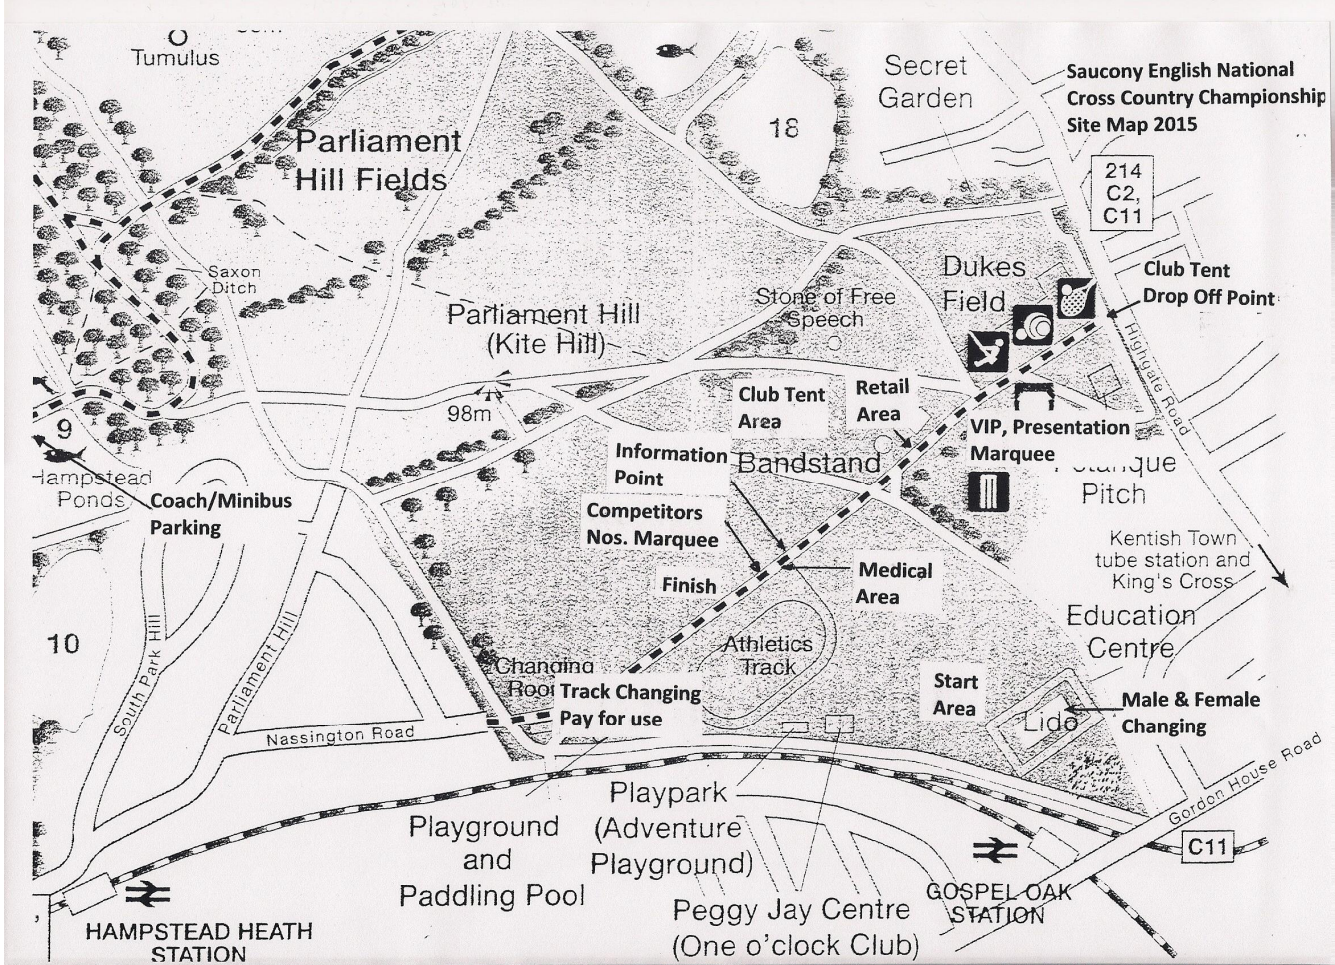 Tumulus
Secret
Garden
Saucony English National
Cross Country Championship
Site Map 2015
18
Parliament
Hill Fields
214
C2,
C11
Saxon
Ditch
Dukes
Field
Club Tent
Drop Off Point
Stone of Free
Speech
Parliament Hill
(Kite Hill)
Highgate Road
98m
Club Tent
Area
Retail
Area
VIP, Presentation
Marquee
9
Information
Point
Bandstand
Pitch
Hampstead
Ponds
Coach/Minibus
Parking
Competitors
Nos. Marquee
Kentish Town
tube station and
King's Cross
Finish
Medical
Area
Education
Centre
10
South Park Hill
Parliament Hill
Athletics
Track
Changing
Track Changing
Pay for use
Start
Area
Lido
Male & Female
Changing
Nassington Road
Gordon House Road
Playpark
(Adventure
Playground)
Playground
and
Paddling Pool
C11
GOSPEL OAK
STATION
Peggy Jay Centre
(One o'clock Club)
HAMPSTEAD HEATH
STATION